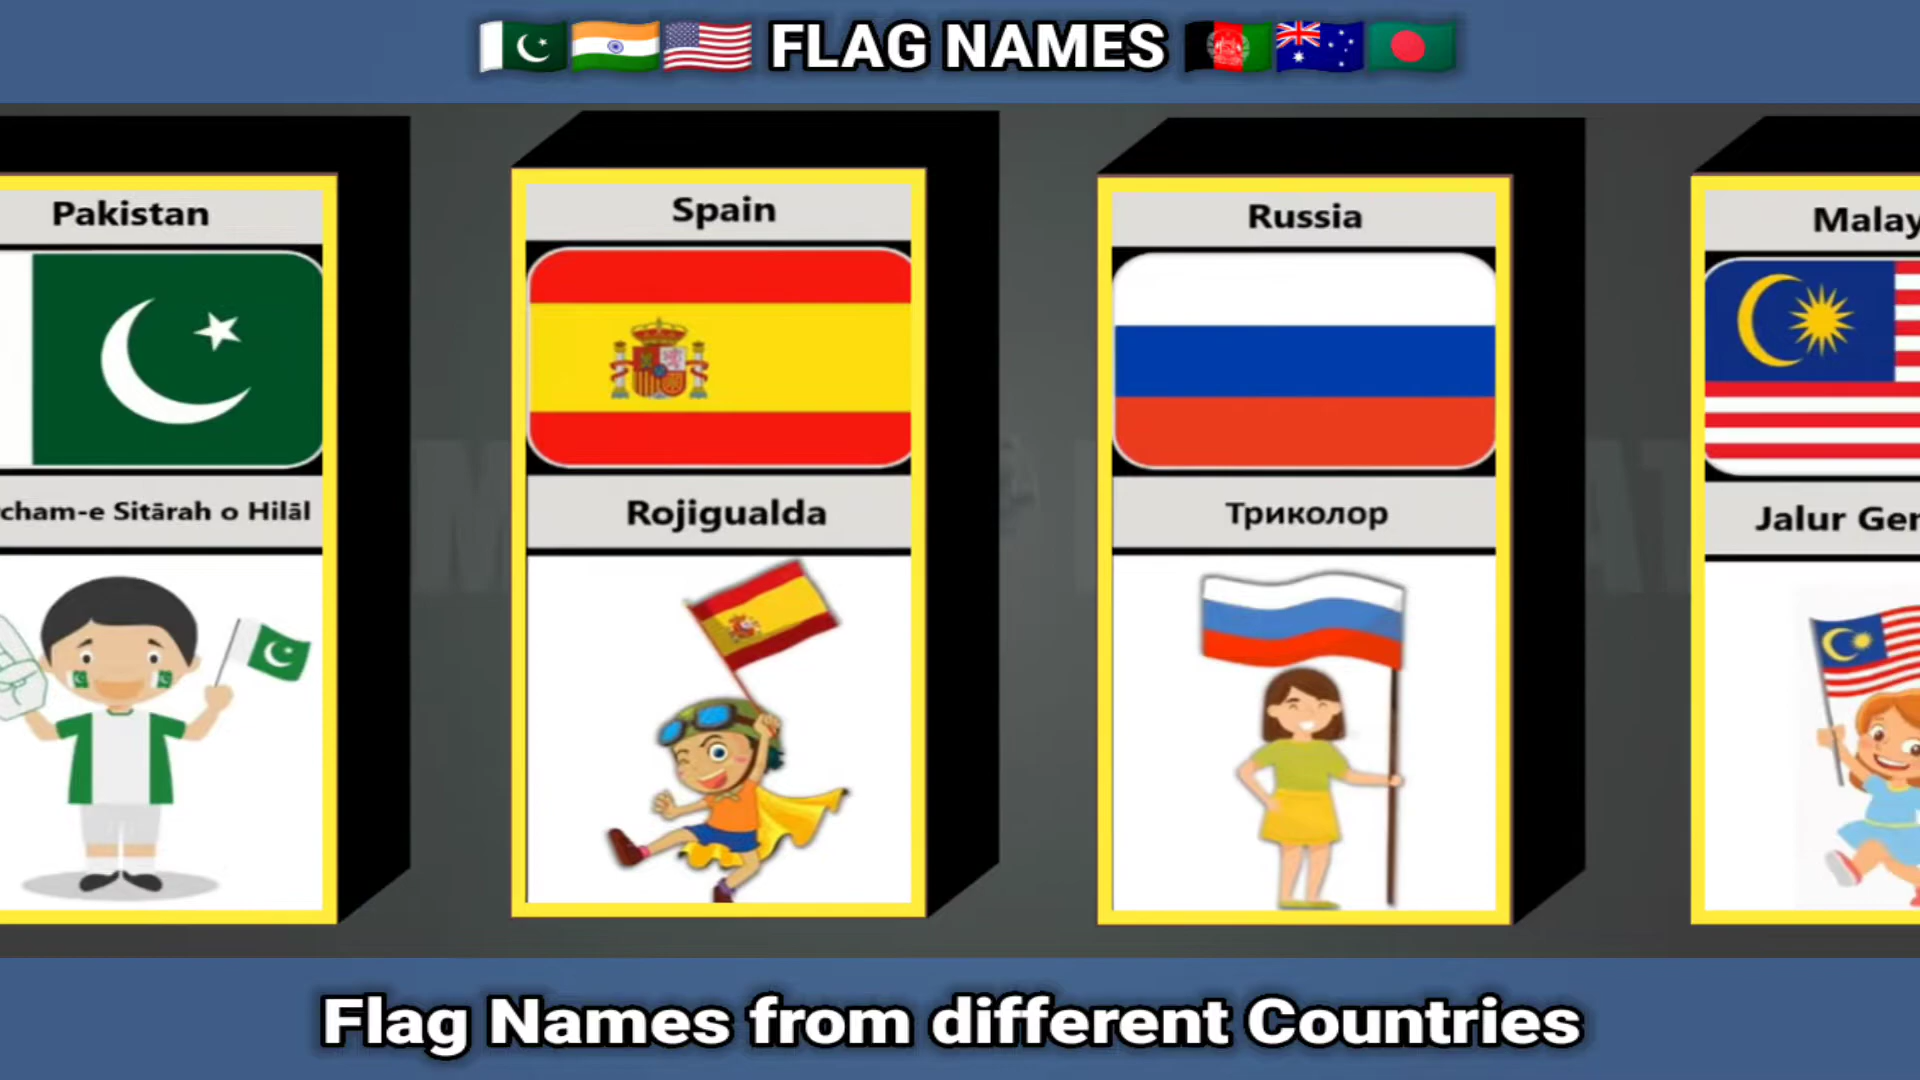 FLAG NAMES
Pakistan
Spain
Russia
Malay
cham-e Sitārah o Hilāl
Rojigualda
Триколор
Jalur Ger
Flag Names from different Countries